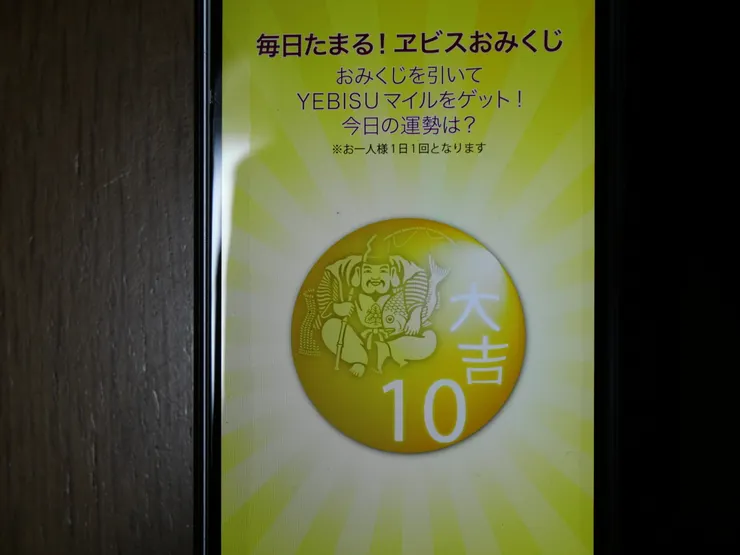 毎日たまる！ヱビスおみくじ
おみくじを引いて
YEBISUマイルをゲット！
今日の運勢は？
※お一人様1日1回となります
大吉
10